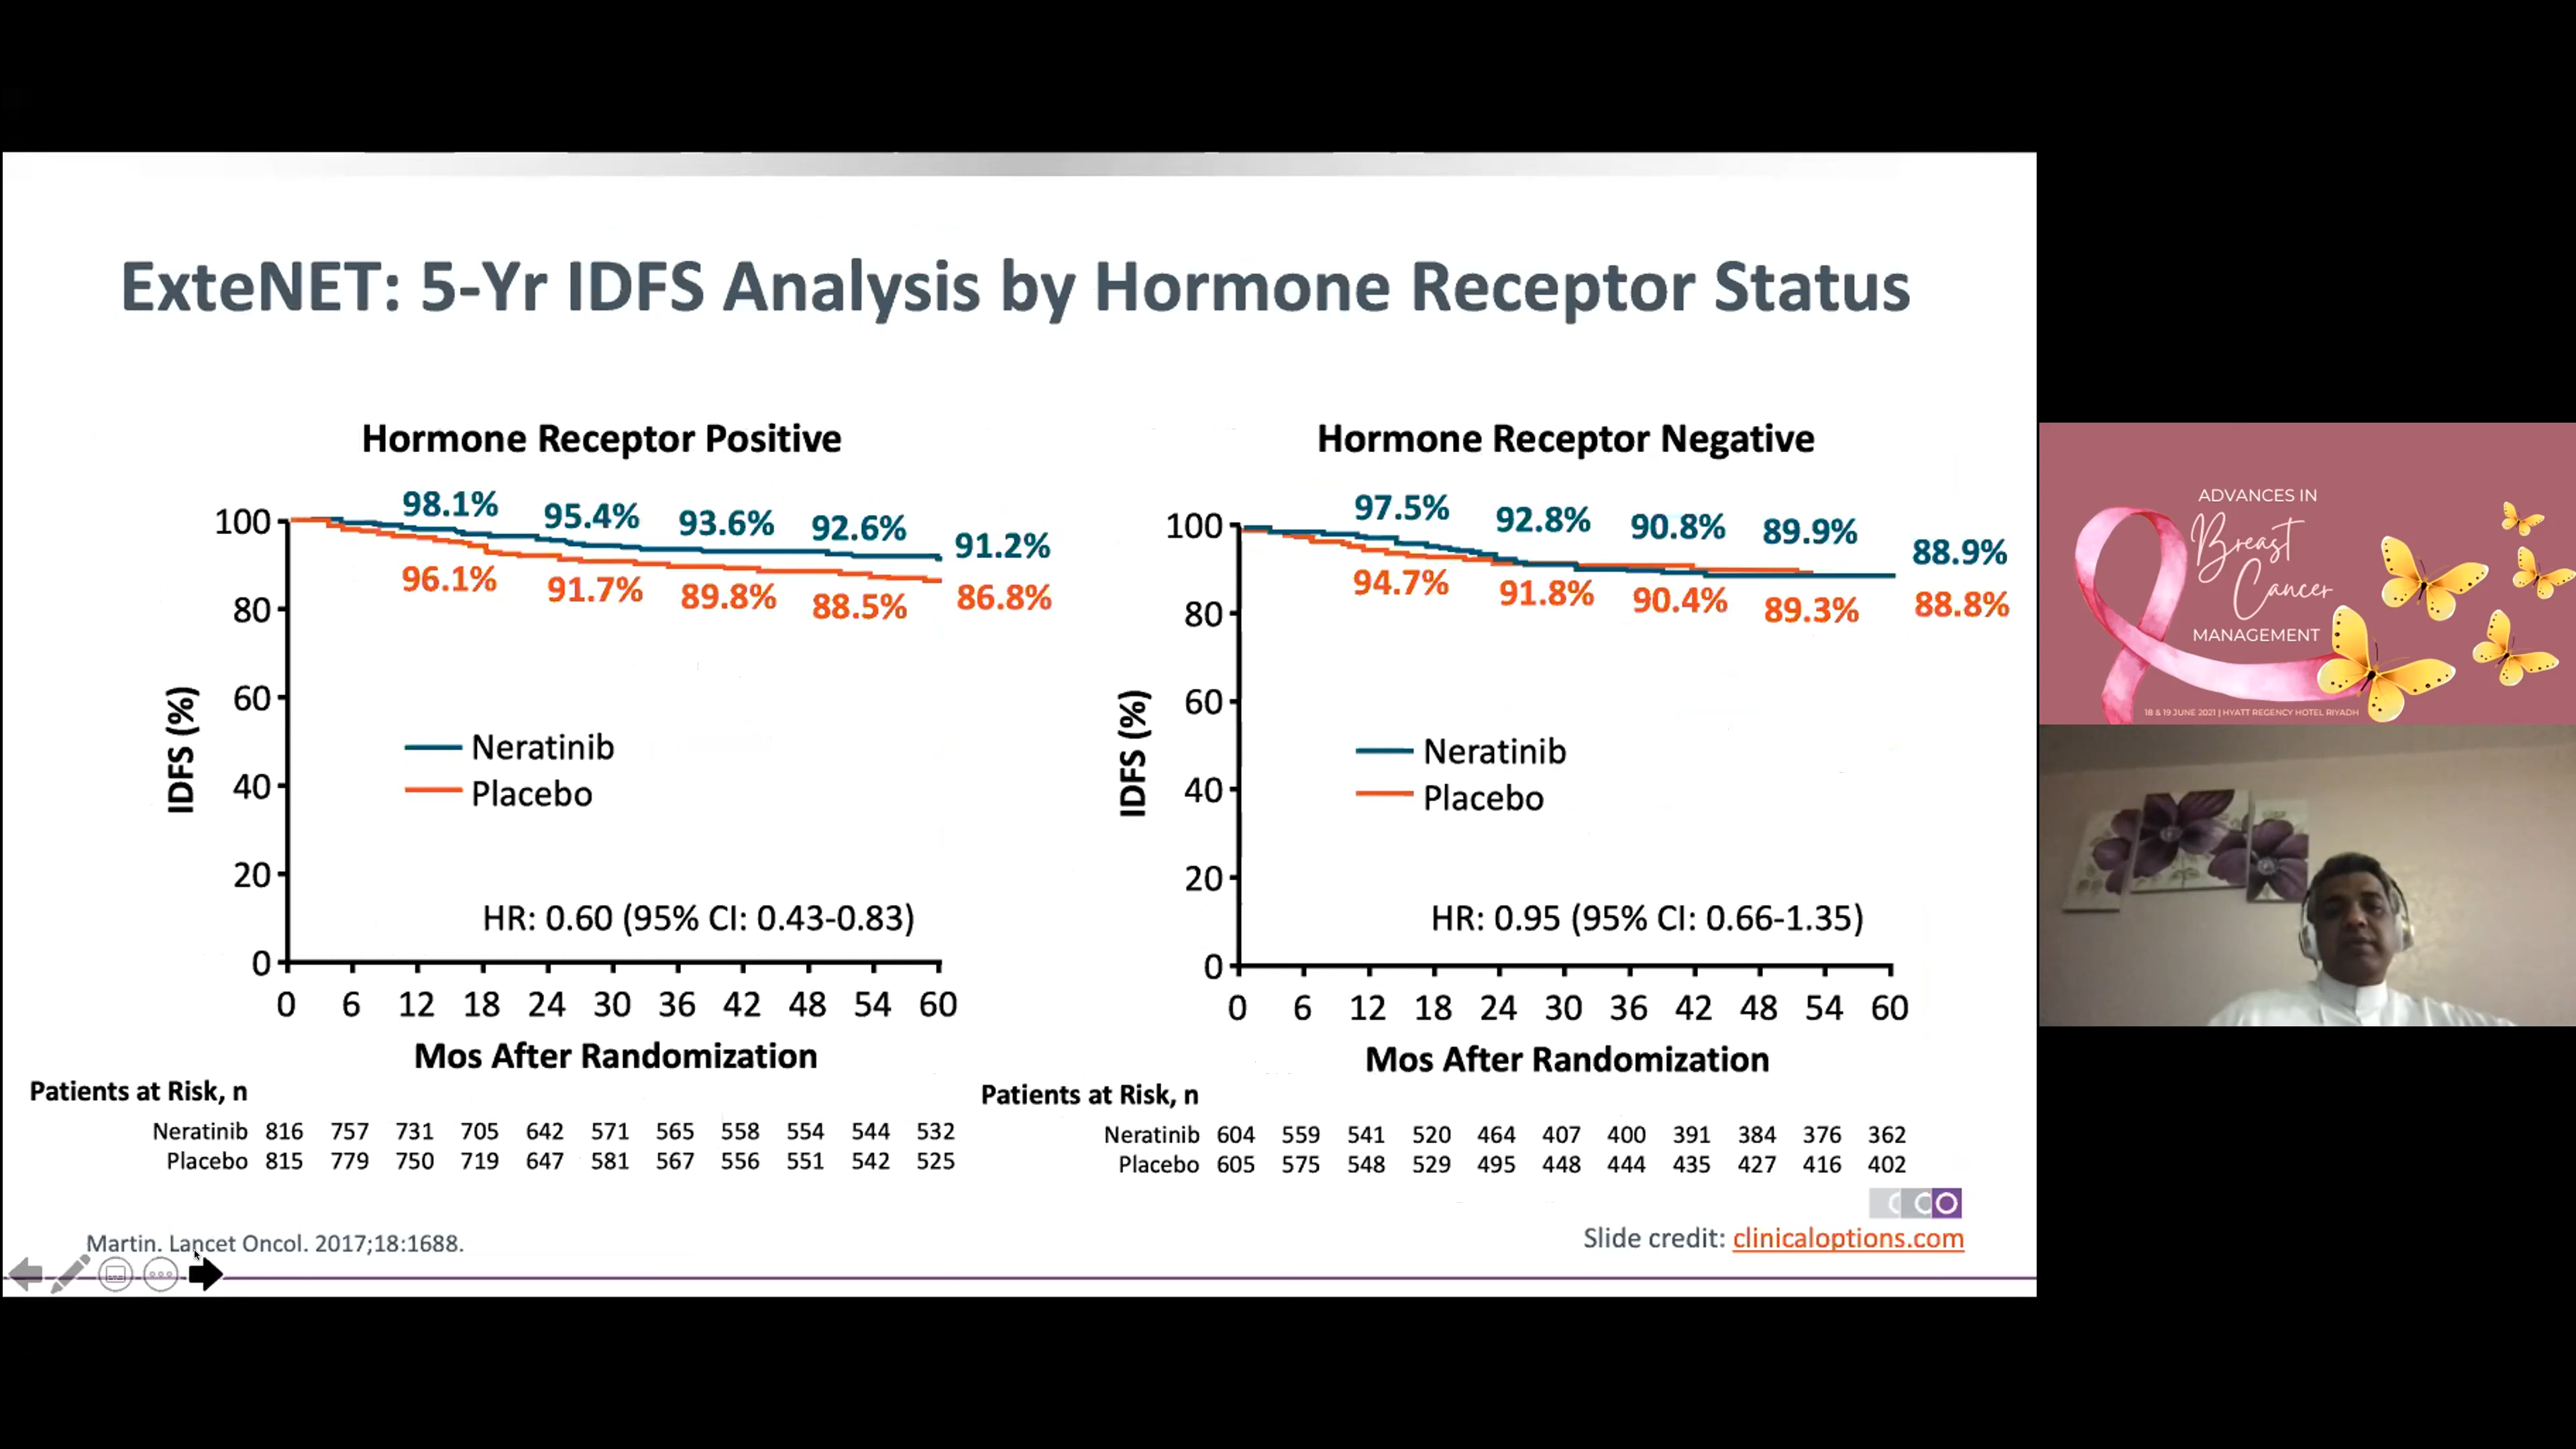 ExteNET: 5-Yr IDFS Analysis by Hormone Receptor Status
Hormone Receptor Positive
98.1%
95.4%
93.6%
92.6%
91.2%
96.1%
91.7%
89.8%
88.5%
86.8%
100
80
60
40
20
0
IDFS (%)
Neratinib
Placebo
HR: 0.60 (95% CI: 0.43-0.83)
0 6 12 18 24 30 36 42 48 54 60
Mos After Randomization
Patients at Risk, n
Neratinib 816 757 731 705 642 571 565 558 554 544 532
Placebo 815 779 750 719 647 581 567 556 551 542 525
Hormone Receptor Negative
97.5%
92.8%
90.8%
89.9%
88.9%
94.7%
91.8%
90.4%
89.3%
88.8%
100
80
60
40
20
0
IDFS (%)
Neratinib
Placebo
HR: 0.95 (95% CI: 0.66-1.35)
0 6 12 18 24 30 36 42 48 54 60
Mos After Randomization
Patients at Risk, n
Neratinib 604 559 541 520 464 407 400 391 384 376 362
Placebo 605 575 548 529 495 448 444 435 427 416 402
Martin. Lancet Oncol. 2017;18:1688.
CCO
Slide credit: clinicaloptions.com
ADVANCES IN
Breast
Cancer
MANAGEMENT
18 & 19 JUNE 2021 | HYATT REGENCY HOTEL RIYADH